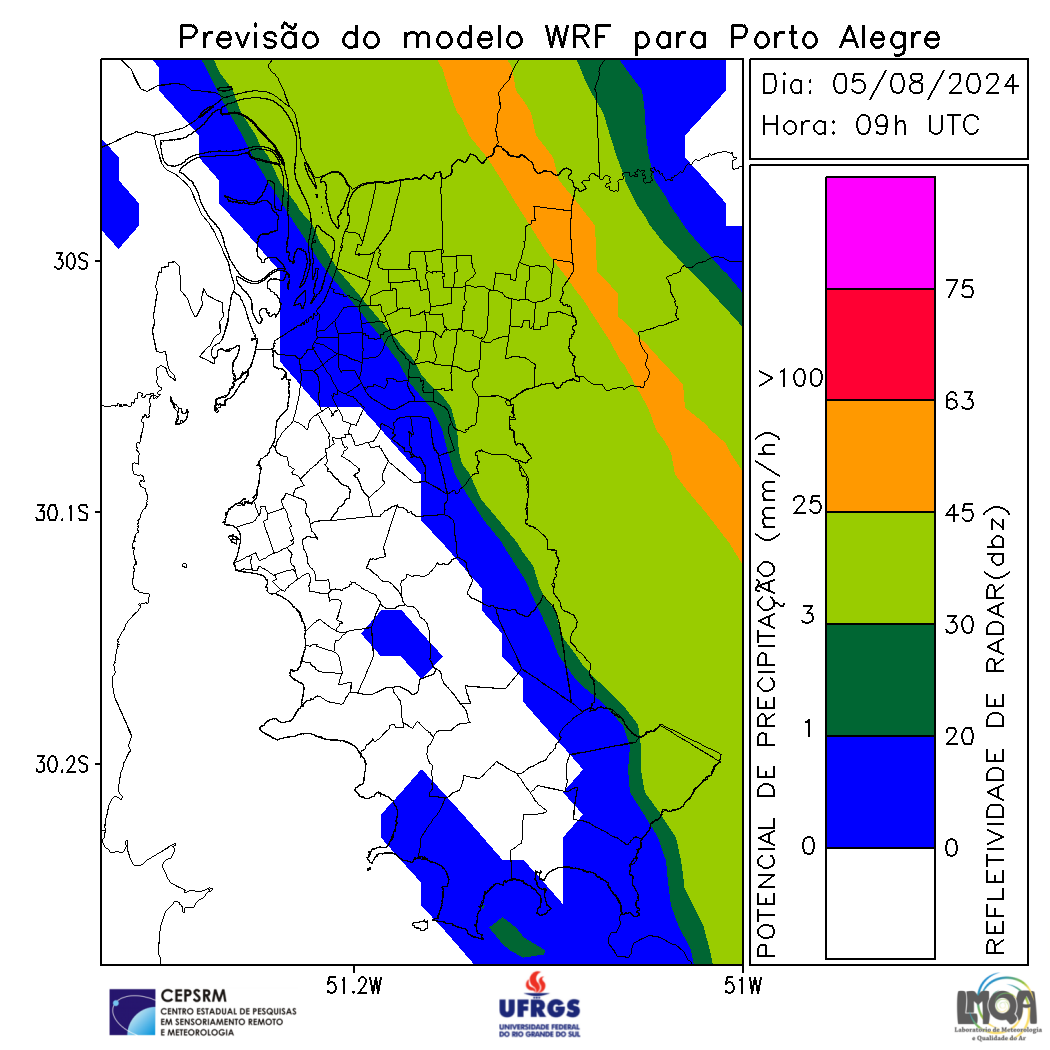 Previsão do modelo WRF para Porto Alegre
Dia: 05/08/2024
Hora: 09h UTC
30S
30.1S
30.2S
51.2W
51W
POTENCIAL DE PRECIPITAÇÃO (mm/h)
>100
25
3
1
0
75
63
45
30
20
0
REFLETIVIDADE DE RADAR(dbz)
CEPSRM
CENTRO ESTADUAL DE PESQUISAS
EM SENSORIAMENTO REMOTO
E METEOROLOGIA
UFRGS
UNIVERSIDADE FEDERAL
DO RIO GRANDE DO SUL
LMQA
Laboratório de Meteorologia
e Qualidade do Ar